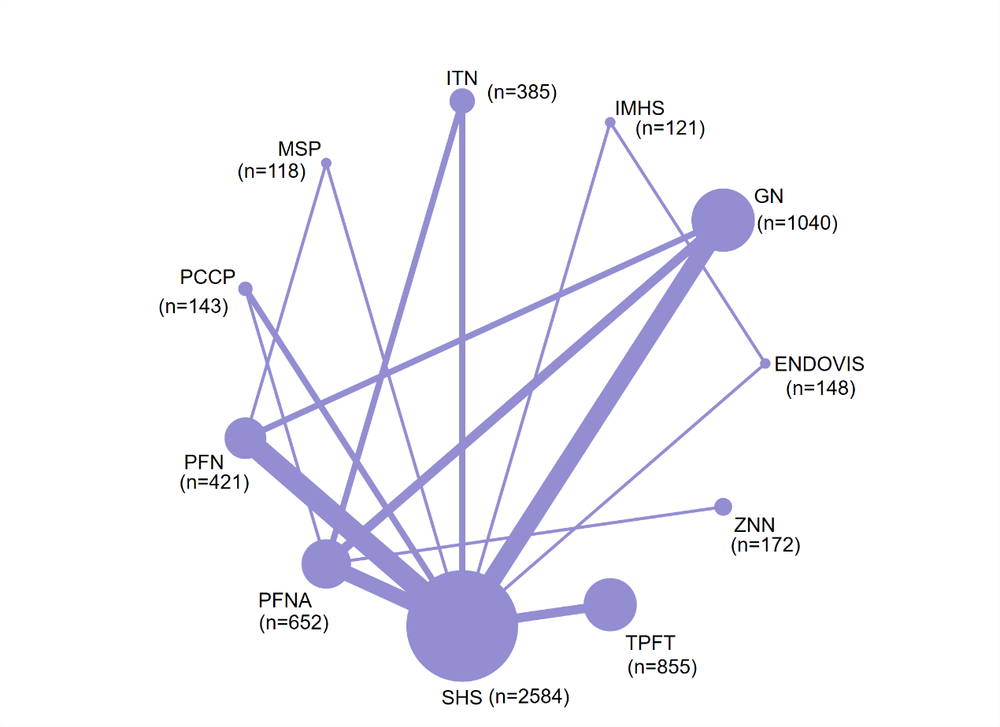 ITN
(n=385)
IMHS
(n=121)
MSP
(n=118)
GN
(n=1040)
PCCP
(n=143)
ENDOVIS
(n=148)
PFN
(n=421)
ZNN
(n=172)
PFNA
(n=652)
TPFT
(n=855)
SHS (n=2584)